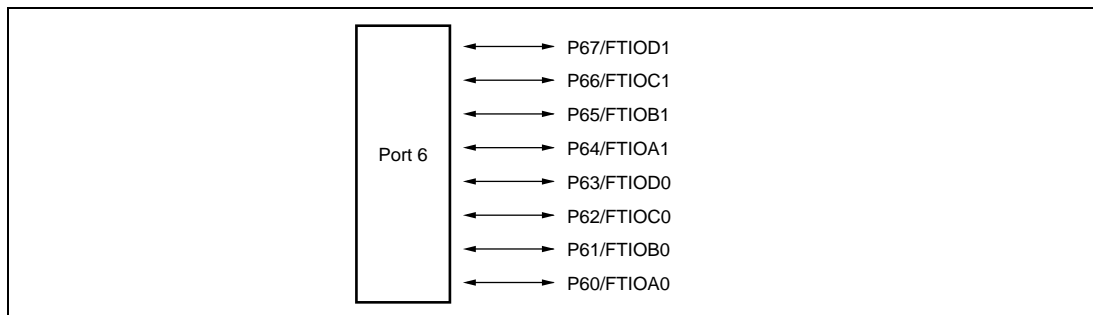 P67/FTIOD1
P66/FTIOC1
P65/FTIOB1
Port 6
P64/FTIOA1
P63/FTIOD0
P62/FTIOC0
P61/FTIOB0
P60/FTIOA0